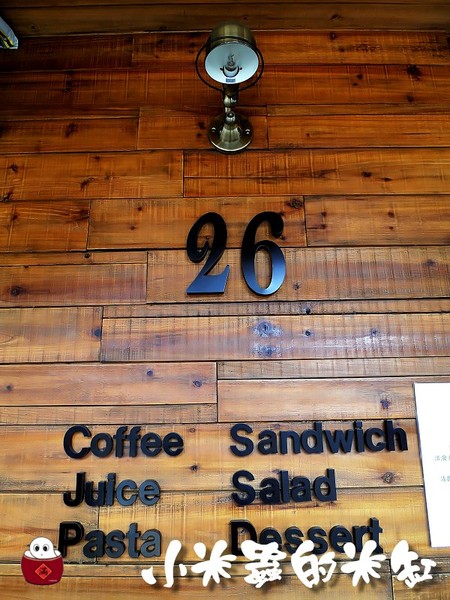 26
Coffee Sandwich
Juice Salad
Pasta Dessert
小米蟲的米缸